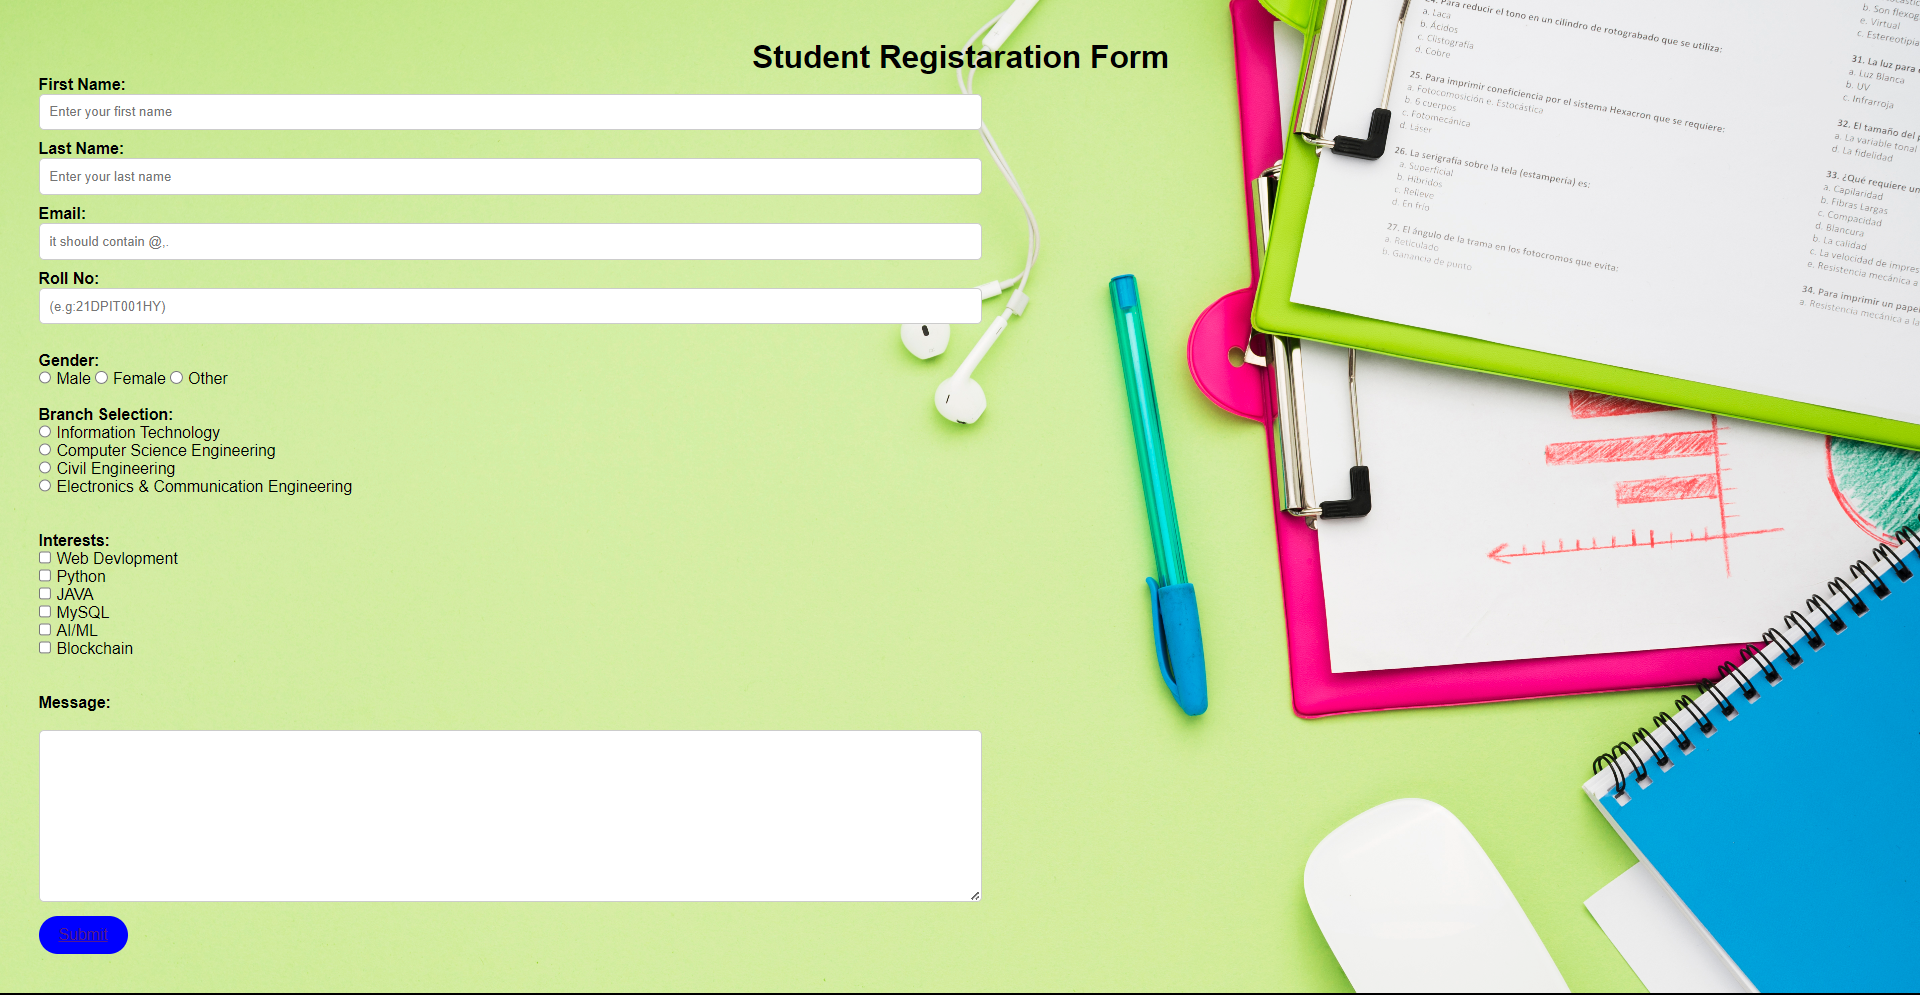 Student Registaration Form
First Name:
Enter your first name
Last Name:
Enter your last name
Email:
it should contain @,.
Roll No:
(e.g:21DPIT001HY)
Gender:
Male Female Other
Branch Selection:
Information Technology
Computer Science Engineering
Civil Engineering
Electronics & Communication Engineering
Interests:
Web Devlopment
Python
JAVA
MySQL
AI/ML
Blockchain
Message:
Submit
24. Para reducir el tono en un cilindro de rotograbado que se utiliza:
a. Laca
b. Ácidos
c. Clistografía
d. Cobre
25. Para imprimir coneficiencia por el sistema Hexacron que se requiere:
a. Fotocomosición e. Estocástica
b. 6 cuerpos
c. Fotomecánica
d. Láser
26. La serigrafía sobre la tela (estampería) es:
a. Superficial
b. Híbridos
c. Relieve
d. En frío
27. El ángulo de la trama en los fotocromos que evita:
a. Reticulado
b. Ganancia de punto
b. Son
e. Virtual
c. Estereotipia
31. La luz para
a. Luz Blanca
b. UV
c. Infrarroja
32. El tamaño del
a. La variable tonal
d. La fidelidad
33. ¿Qué requiere un
a. Capilaridad
b. Fibras Largas
c. Compacidad
d. Blancura
b. La calidad
c. La velocidad de
e. Resistencia mecánica a
34. Para imprimir un
a. Resistencia mecánica a la